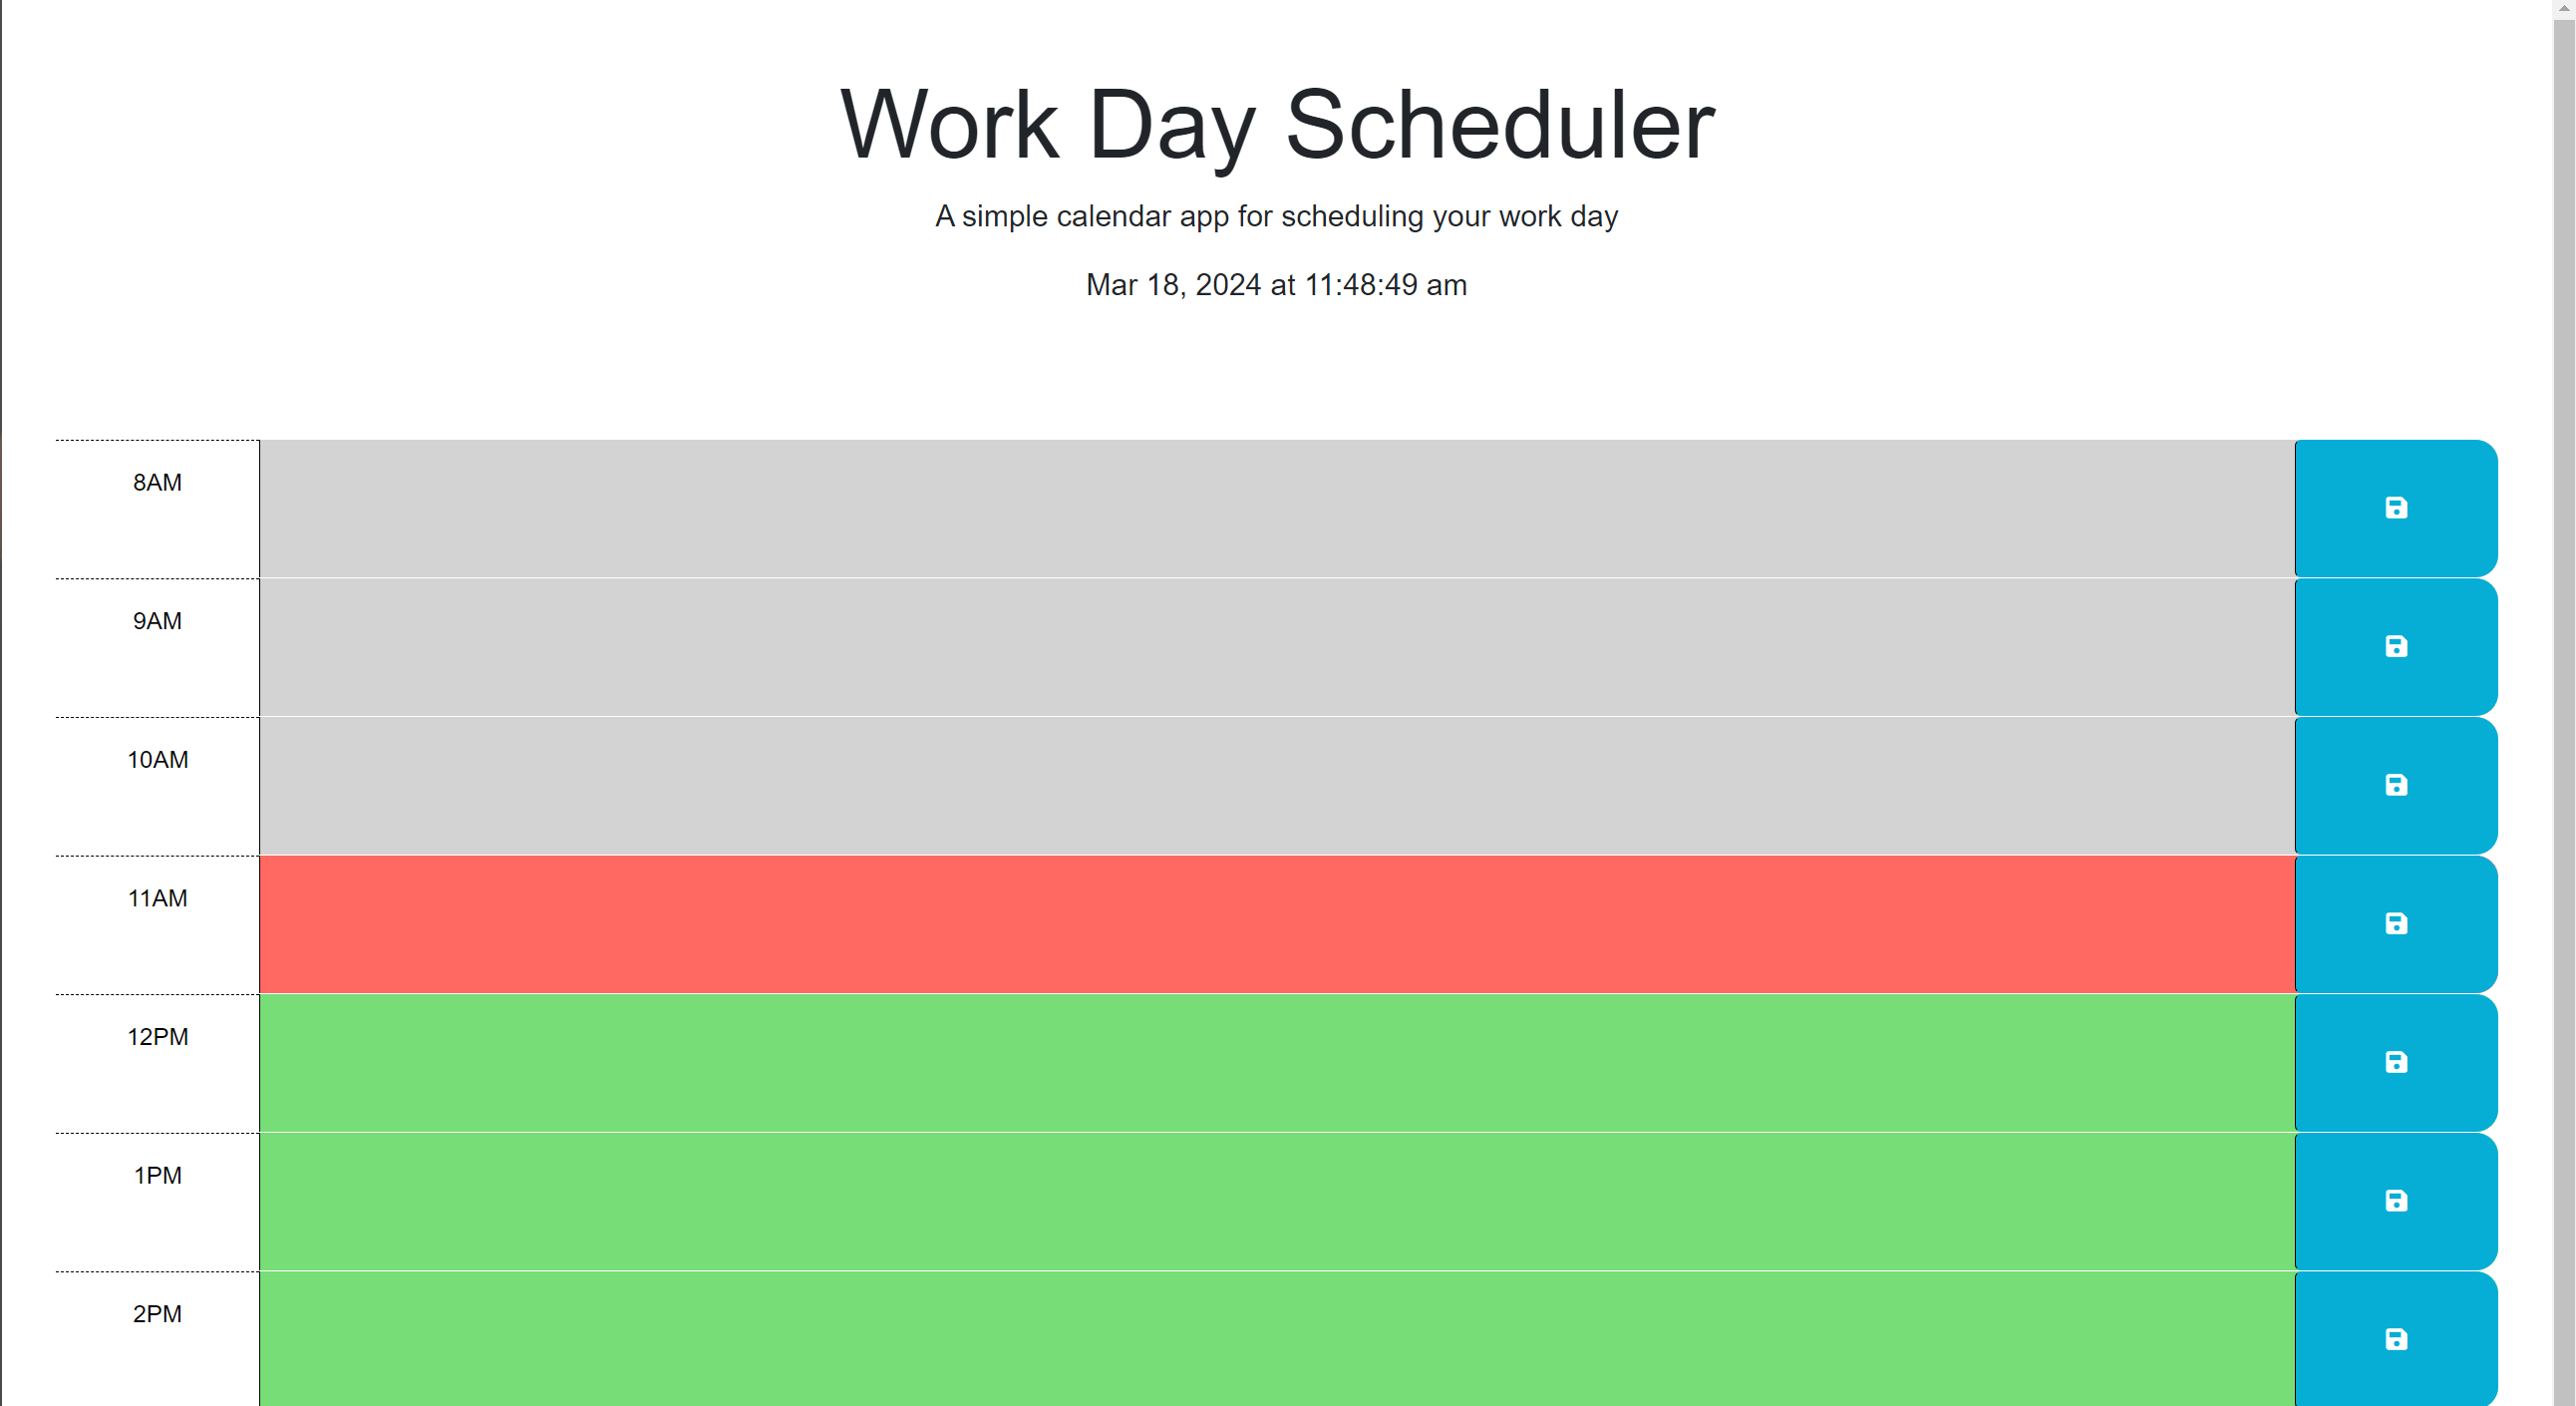 Work Day Scheduler
A simple calendar app for scheduling your work day
Mar 18, 2024 at 11:48:49 am
8AM
9AM
10AM
11AM
12PM
1PM
2PM